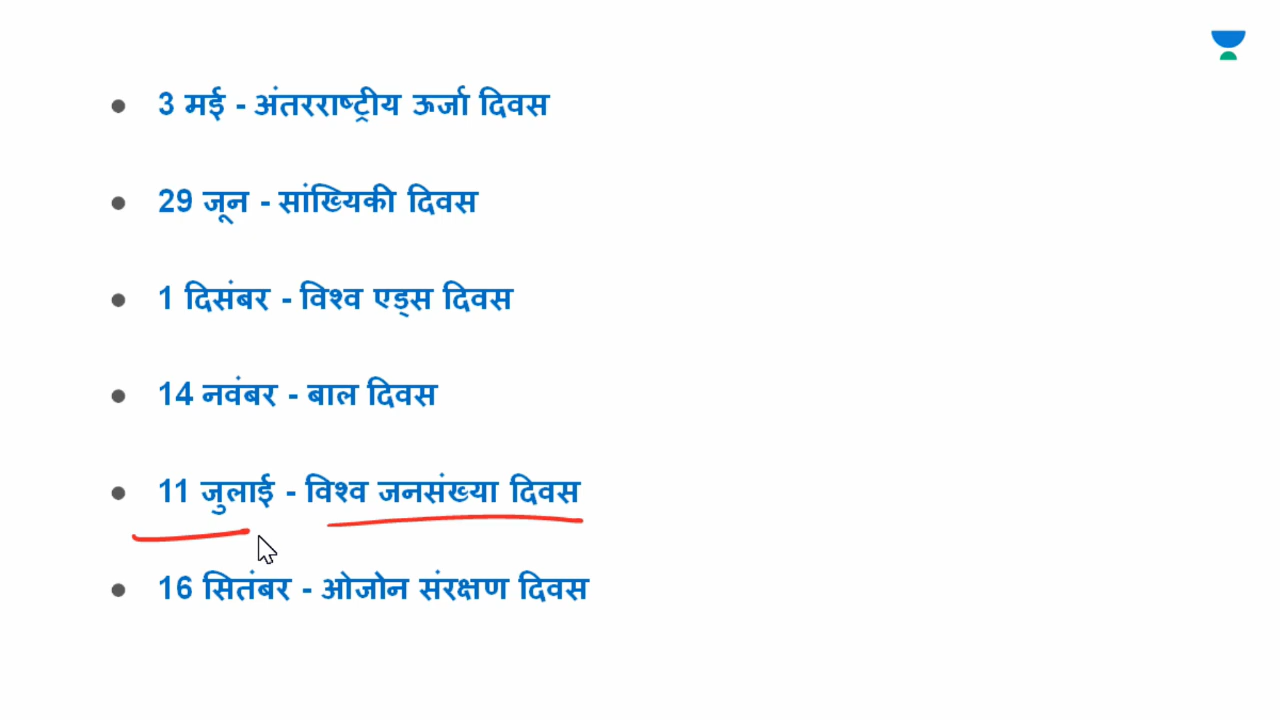 3 मई - अंतरराष्ट्रीय ऊर्जा दिवस
29 जून - सांख्यिकी दिवस
1 दिसंबर - विश्व एड्स दिवस
14 नवंबर - बाल दिवस
11 जुलाई - विश्व जनसंख्या दिवस
16 सितंबर - ओजोन संरक्षण दिवस